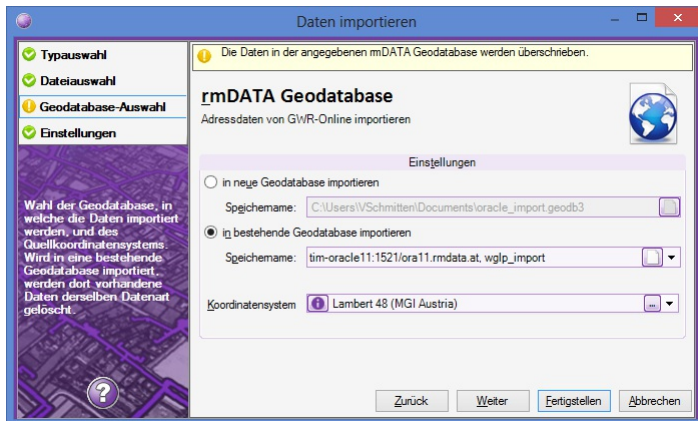 Daten importieren
Typauswahl
Dateiauswahl
Geodatabase-Auswahl
Einstellungen
Wahl der Geodatabase, in
welche die Daten importiert
werden, und des
Quellkoordinatensystems.
Wird in eine bestehende
Geodatabase importiert,
werden dort vorhandene
Daten derselben Datenart
gelöscht.
?
Die Daten in der angegebenen rmDATA Geodatabase werden überschrieben.
rmDATA Geodatabase
Adressdaten von GWR-Online importieren
Einstellungen
in neue Geodatabase importieren
Speichername: C:\Users\VSchmitten\Documents\oracle_import.geodb3
in bestehende Geodatabase importieren
Speichername: tim-oracle11:1521/ora11.rmdata.at, wglp_import
Koordinatensystem Lambert 48 (MGI Austria) ...
Zurück Weiter Fertigstellen Abbrechen